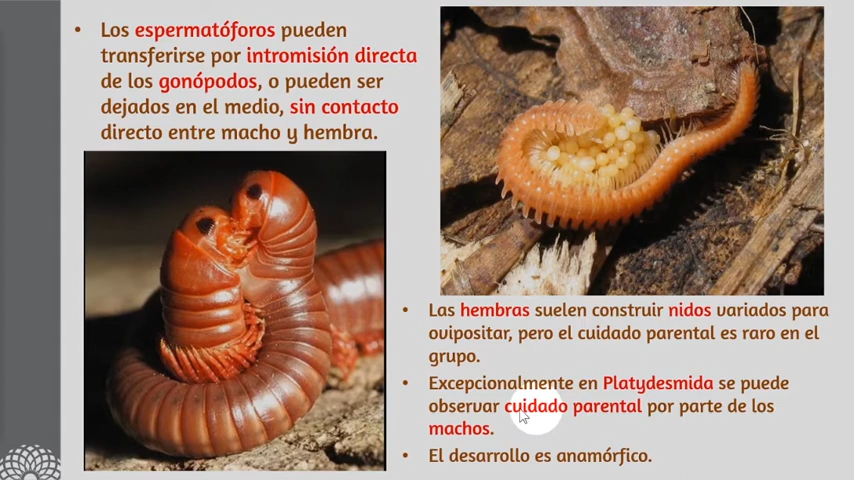 Los espermatóforos pueden
transferirse por intromisión directa
de los gonópodos, o pueden ser
dejados en el medio, sin contacto
directo entre macho y hembra.
Las hembras suelen construir nidos variados para
ovipositar, pero el cuidado parental es raro en el
grupo.
Excepcionalmente en Platydesmida se puede
observar cuidado parental por parte de los
machos.
El desarrollo es anamórfico.